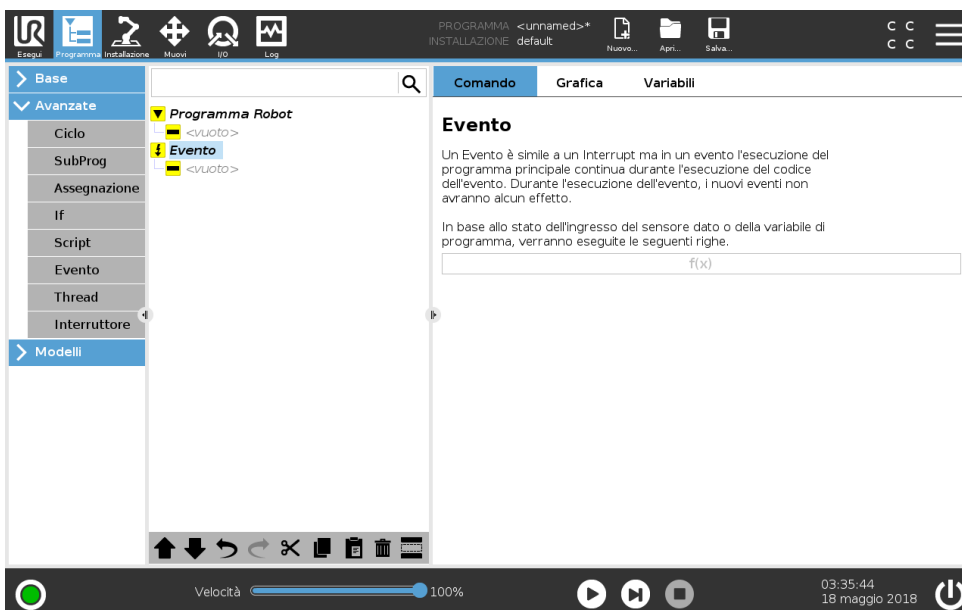 UR
Esegui
Programma
Installazione
Muovi
I/O
Log
PROGRAMMA <unnamed>*
INSTALLAZIONE default
Nuovo...
Apri...
Salva...
C C
C C
Base
Avanzate
Ciclo
SubProg
Assegnazione
If
Script
Evento
Thread
Interruttore
Modelli
Programma Robot
<vuoto>
Evento
<vuoto>
Comando
Grafica
Variabili
Evento
Un Evento è simile a un Interrupt ma in un evento l'esecuzione del
programma principale continua durante l'esecuzione del codice
dell'evento. Durante l'esecuzione dell'evento, i nuovi eventi non
avranno alcun effetto.
In base allo stato dell'ingresso del sensore dato o della variabile di
programma, verranno eseguite le seguenti righe.
f(x)
Velocità
100%
03:35:44
18 maggio 2018